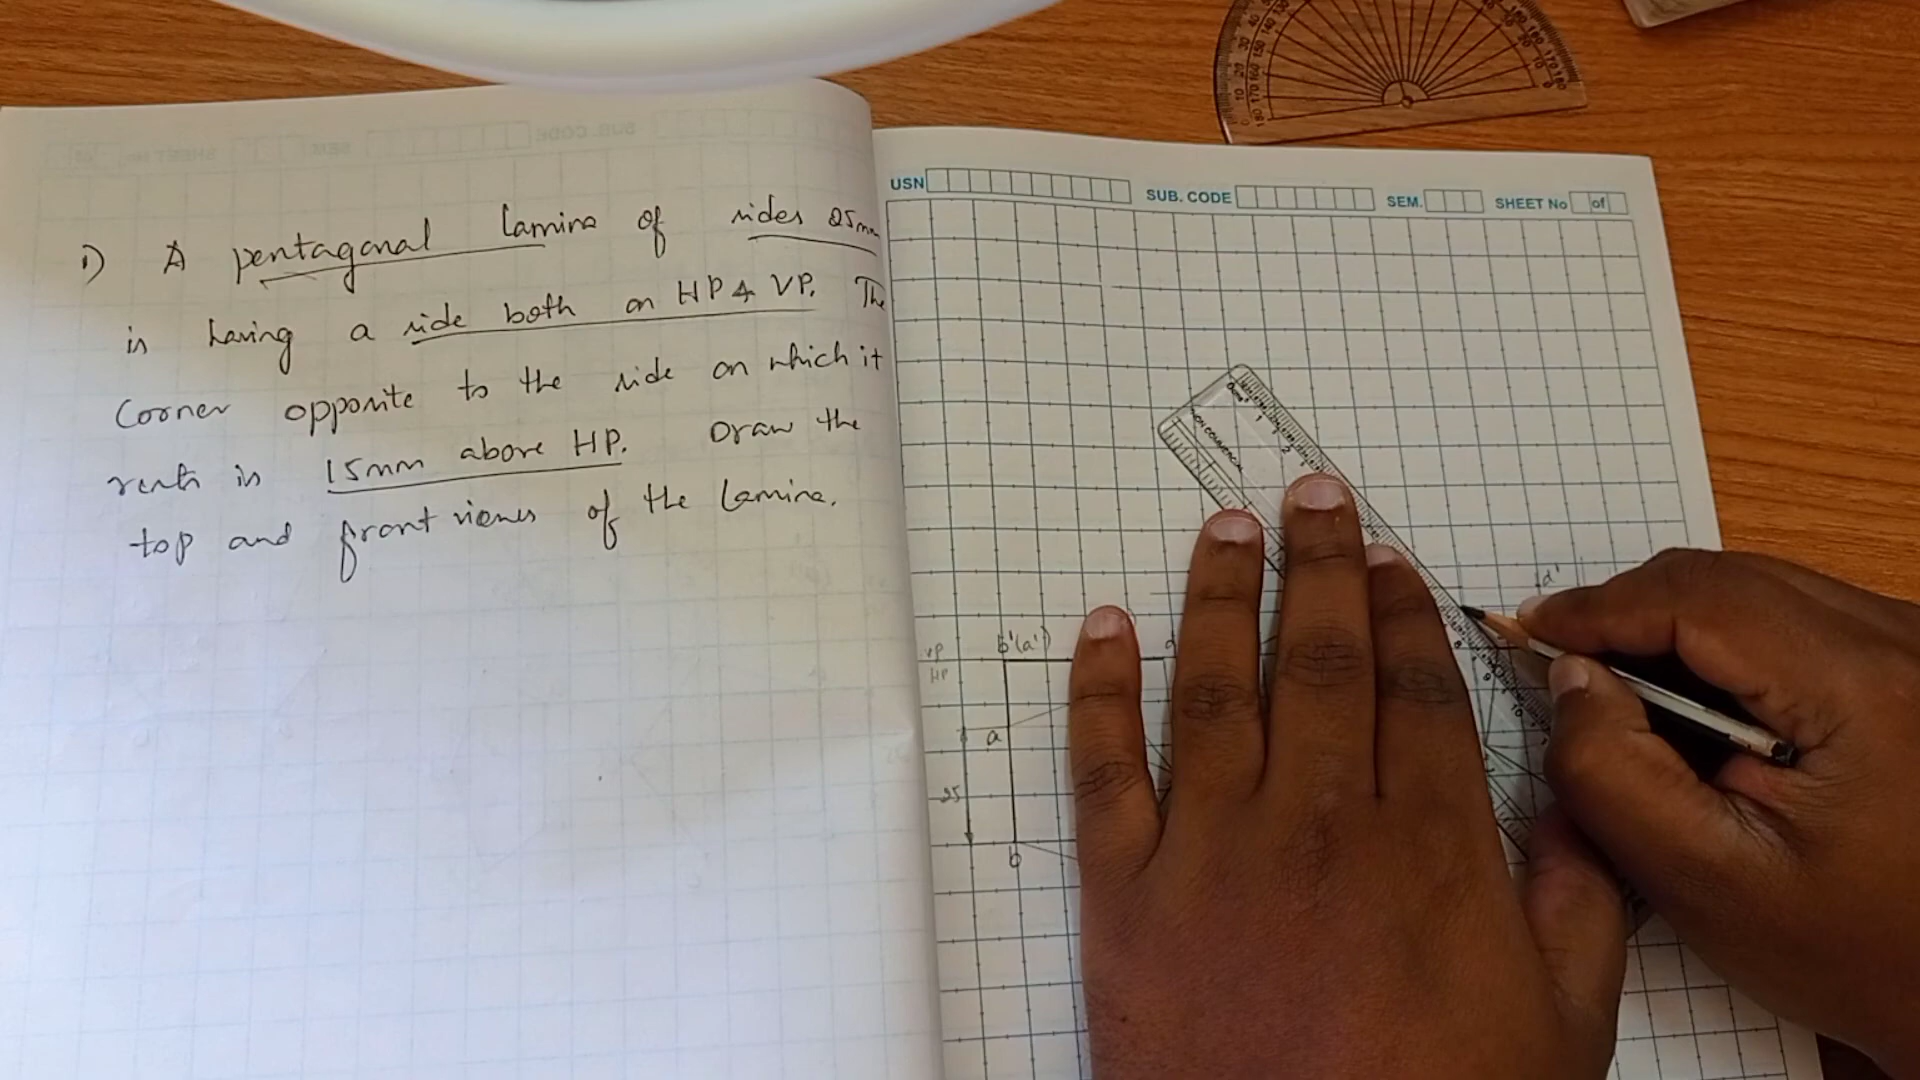 1) A pentagonal lamina of sides 25mm
is having a side both on HP & VP. The
Corner opposite to the side on which it
rests is 15mm above HP. Draw the
top and front views of the lamina.
USN SUB. CODE SEM. SHEET No of
d'
b'(a') d
VP
HP
a
25
b